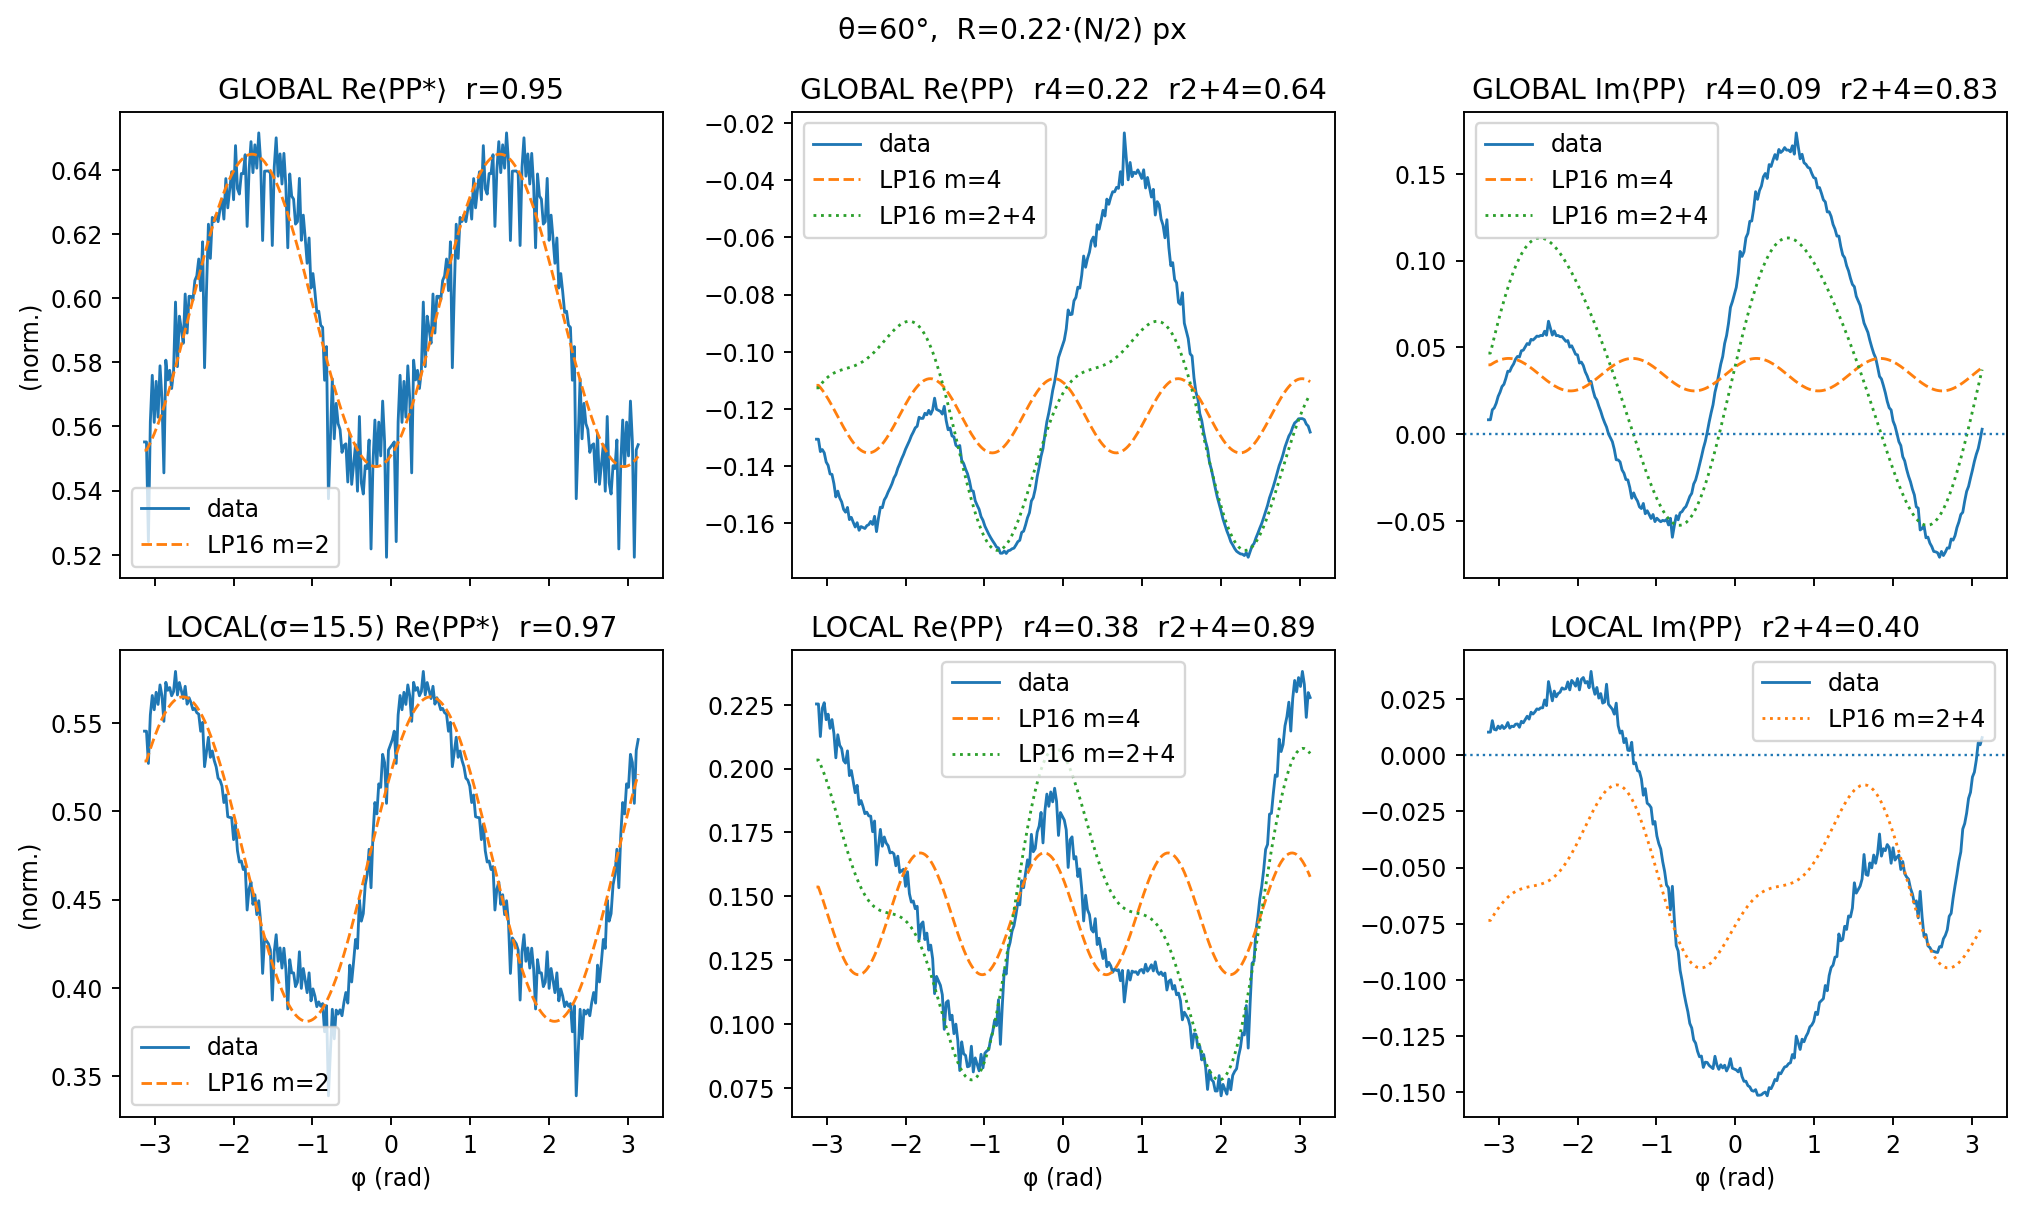 θ=60°,  R=0.22·(N/2) px
GLOBAL Re⟨PP*⟩  r=0.95
(norm.)
0.64
0.62
0.60
0.58
0.56
0.54
0.52
data
LP16 m=2
GLOBAL Re⟨PP⟩  r4=0.22  r2+4=0.64
−0.02
−0.04
−0.06
−0.08
−0.10
−0.12
−0.14
−0.16
data
LP16 m=4
LP16 m=2+4
GLOBAL Im⟨PP⟩  r4=0.09  r2+4=0.83
0.15
0.10
0.05
0.00
−0.05
data
LP16 m=4
LP16 m=2+4
LOCAL(σ=15.5) Re⟨PP*⟩  r=0.97
(norm.)
0.55
0.50
0.45
0.40
0.35
data
LP16 m=2
−3 −2 −1 0 1 2 3
φ (rad)
LOCAL Re⟨PP⟩  r4=0.38  r2+4=0.89
0.225
0.200
0.175
0.150
0.125
0.100
0.075
data
LP16 m=4
LP16 m=2+4
−3 −2 −1 0 1 2 3
φ (rad)
LOCAL Im⟨PP⟩  r2+4=0.40
0.025
0.000
−0.025
−0.050
−0.075
−0.100
−0.125
−0.150
data
LP16 m=2+4
−3 −2 −1 0 1 2 3
φ (rad)